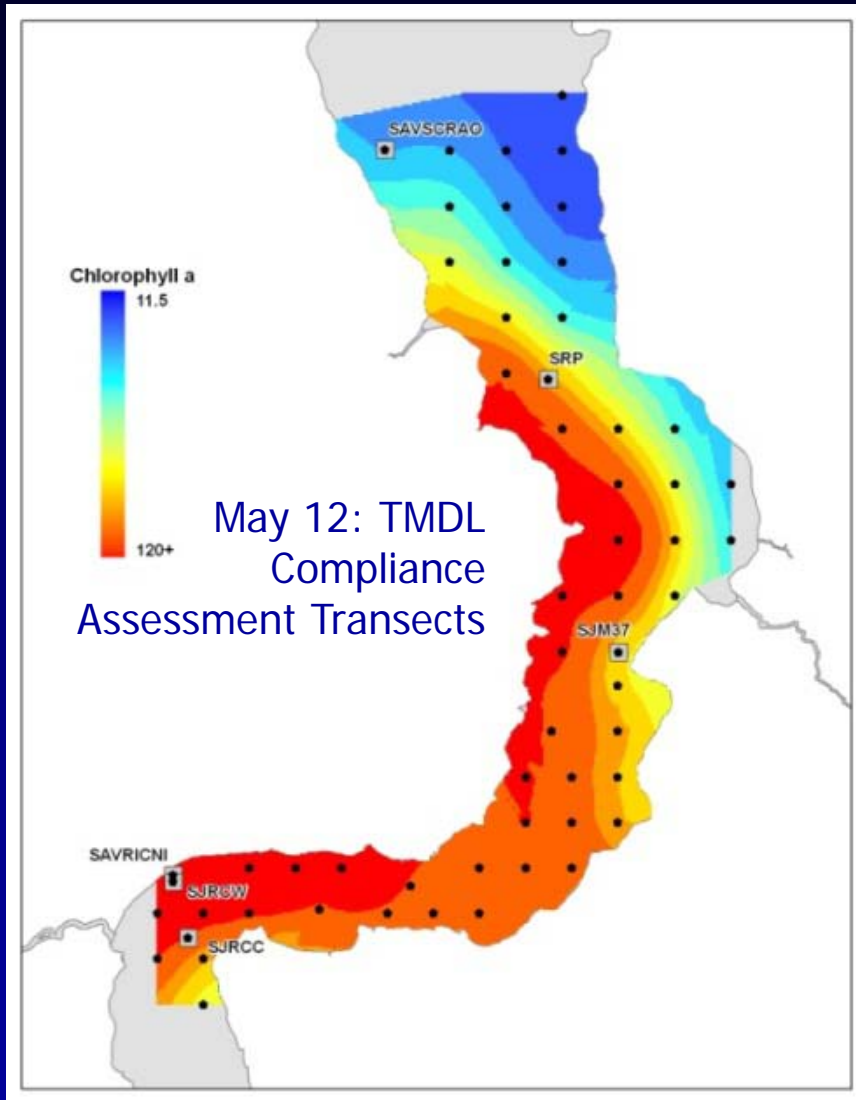 SAVSCRAO
Chlorophyll a
11.5
SRP
120+
May 12: TMDL
Compliance
Assessment Transects
SJM37
SAVRICNI
SJRCW
SJRCC